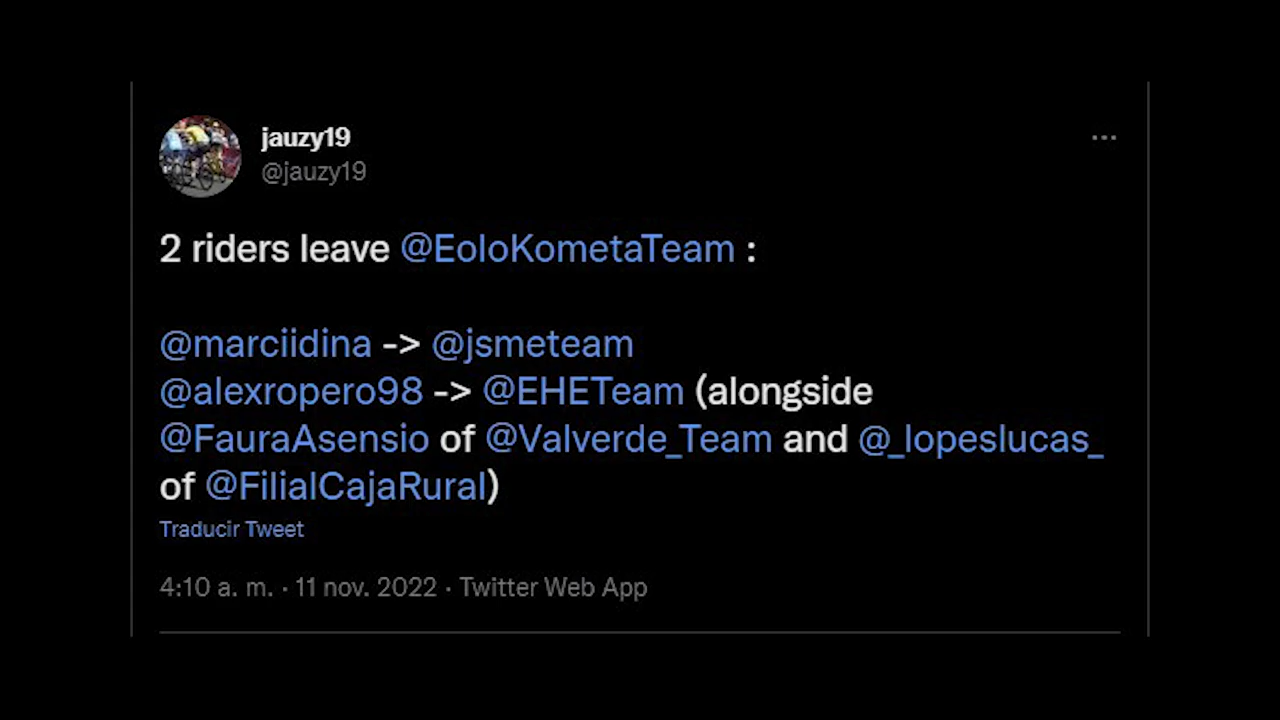 jauzy19
@jauzy19
2 riders leave @EoloKometaTeam :
@marciidina -> @jsmeteam
@alexropero98 -> @EHETeam (alongside
@FauraAsensio of @Valverde_Team and @_lopeslucas_
of @FilialCajaRural)
Traducir Tweet
4:10 a. m. · 11 nov. 2022 · Twitter Web App